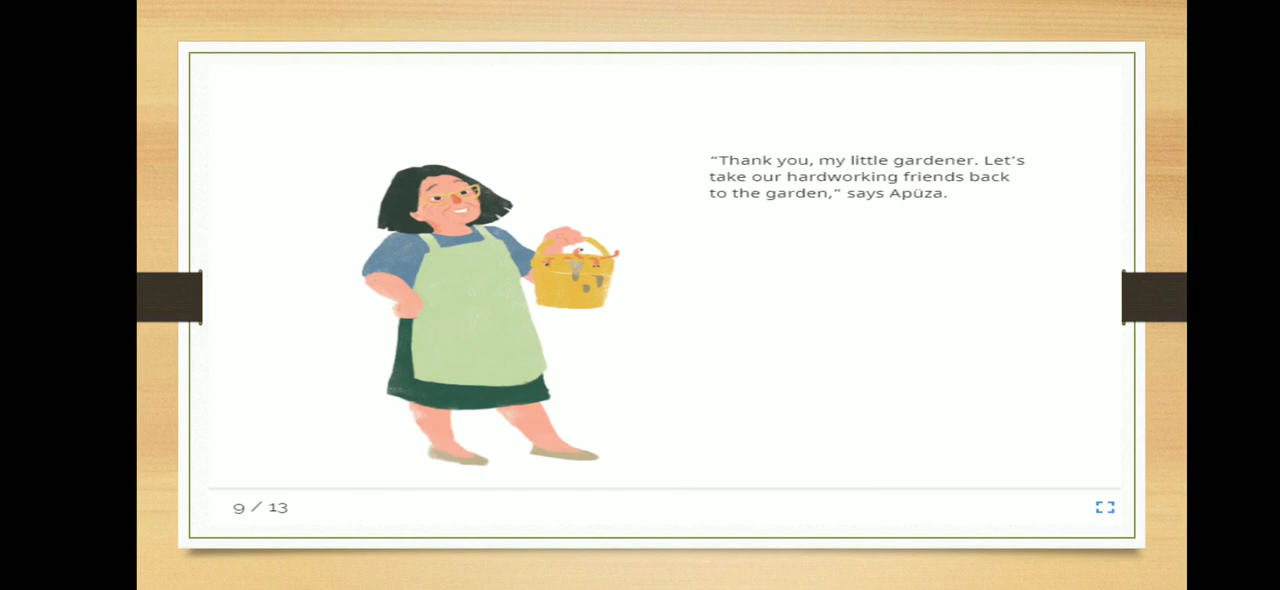 “Thank you, my little gardener. Let’s
take our hardworking friends back
to the garden,” says Apüza.
9 / 13